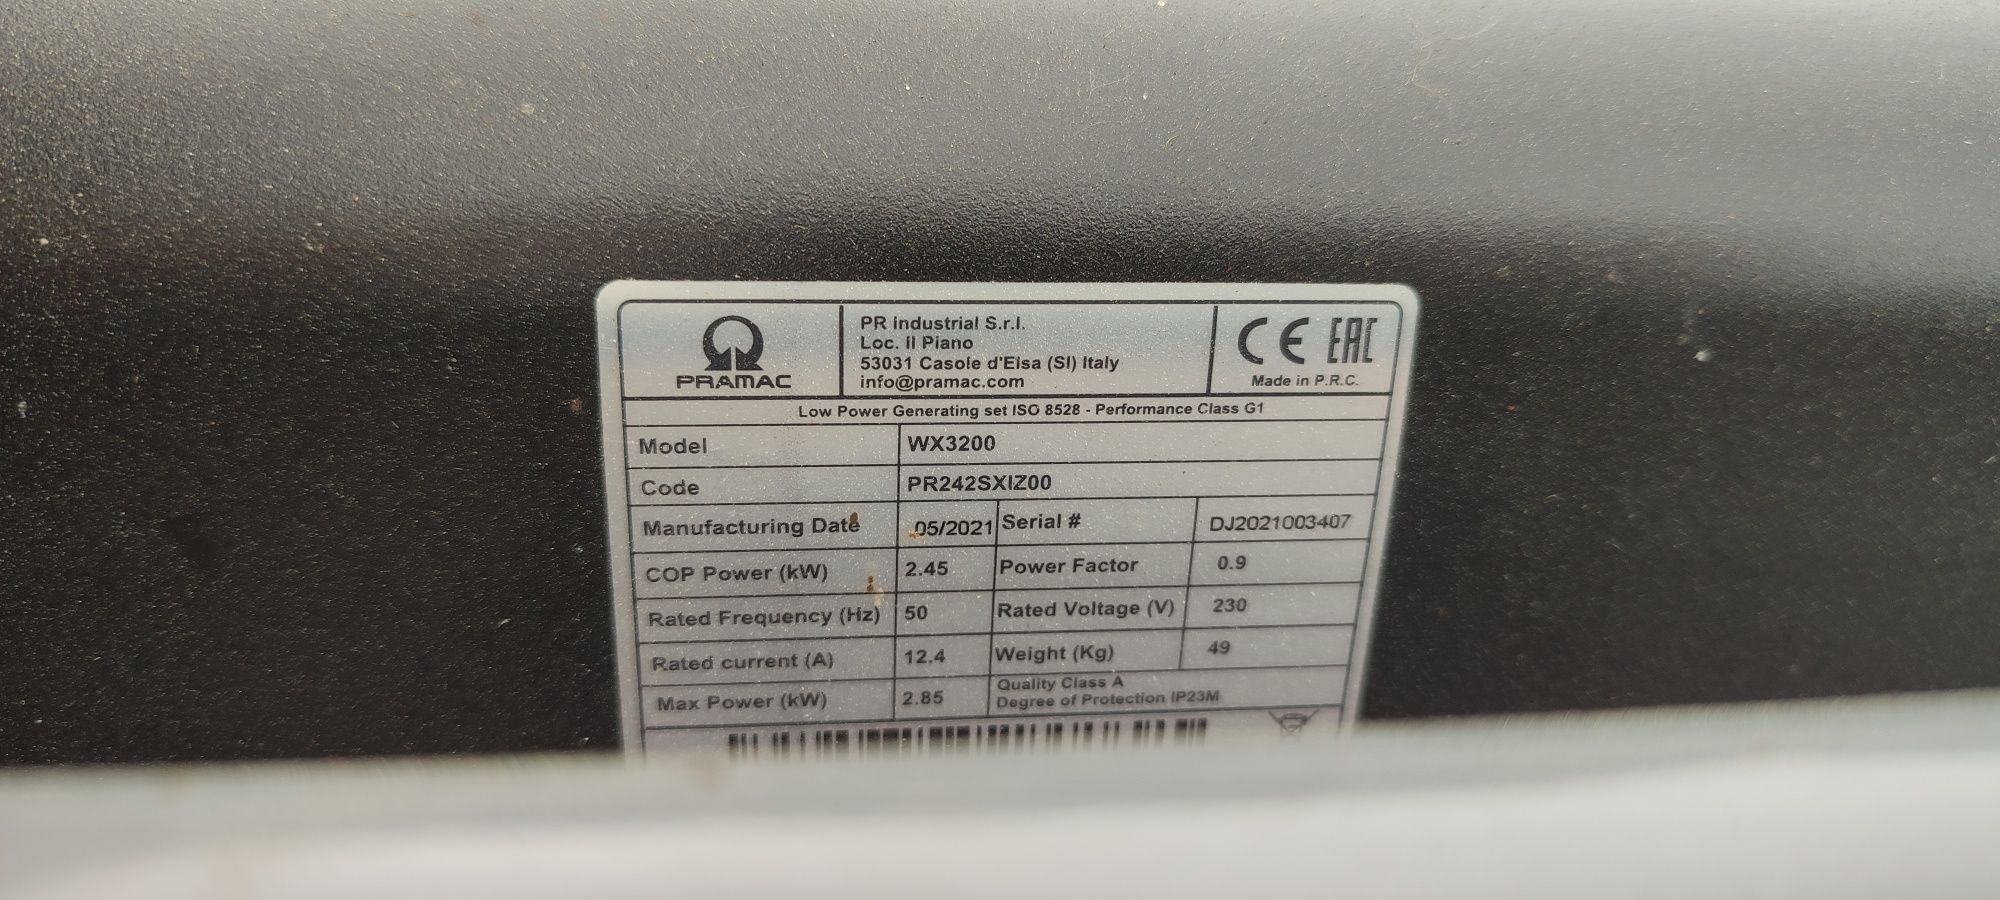 PRAMAC
PR Industrial S.r.l.
Loc. il Piano
53031 Casole d'Elsa (SI) Italy
info@pramac.com
CE EAC
Made in P.R.C.
Low Power Generating set ISO 8528 - Performance Class G1
Model WX3200
Code PR242SXIZ00
Manufacturing Date 05/2021 Serial # DJ2021003407
COP Power (kW) 2.45 Power Factor 0.9
Rated Frequency (Hz) 50 Rated Voltage (V) 230
Rated current (A) 12.4 Weight (Kg) 49
Max Power (kW) 2.85 Quality Class A
Degree of Protection IP23M